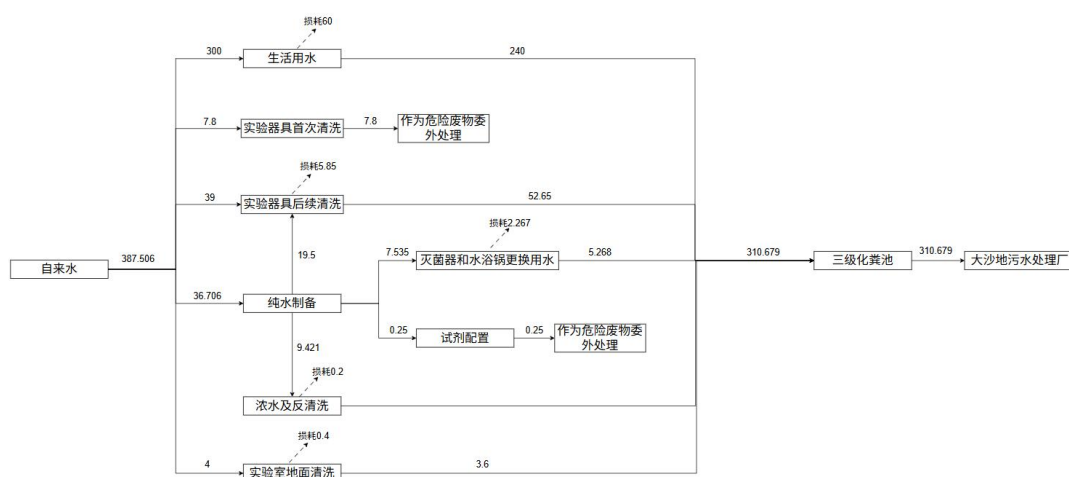 损耗60
300
生活用水
240
7.8
实验器具首次清洗
7.8
作为危险废物委
外处理
损耗5.85
39
实验器具后续清洗
52.65
损耗2.267
387.506
自来水
19.5
7.535
灭菌器和水浴锅更换用水
5.268
310.679
三级化粪池
310.679
大沙地污水处理厂
36.706
纯水制备
0.25
试剂配置
0.25
作为危险废物委
外处理
9.421
损耗0.2
浓水及反清洗
损耗0.4
4
实验室地面清洗
3.6